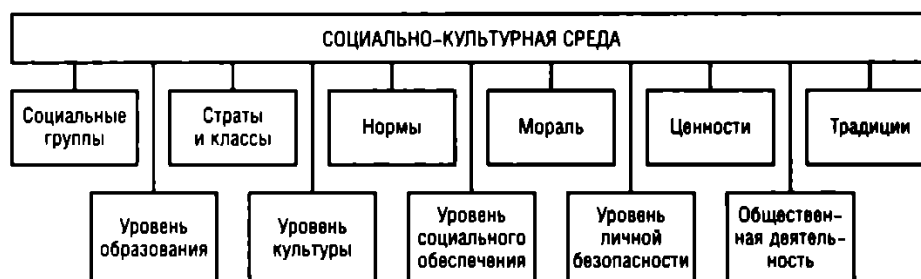 СОЦИАЛЬНО-КУЛЬТУРНАЯ СРЕДА
Социальные
группы
Страты
и классы
Нормы
Мораль
Ценности
Традиции
Уровень
образования
Уровень
культуры
Уровень
социального
обеспечения
Уровень
личной
безопасности
Обществен-
ная деятель-
ность